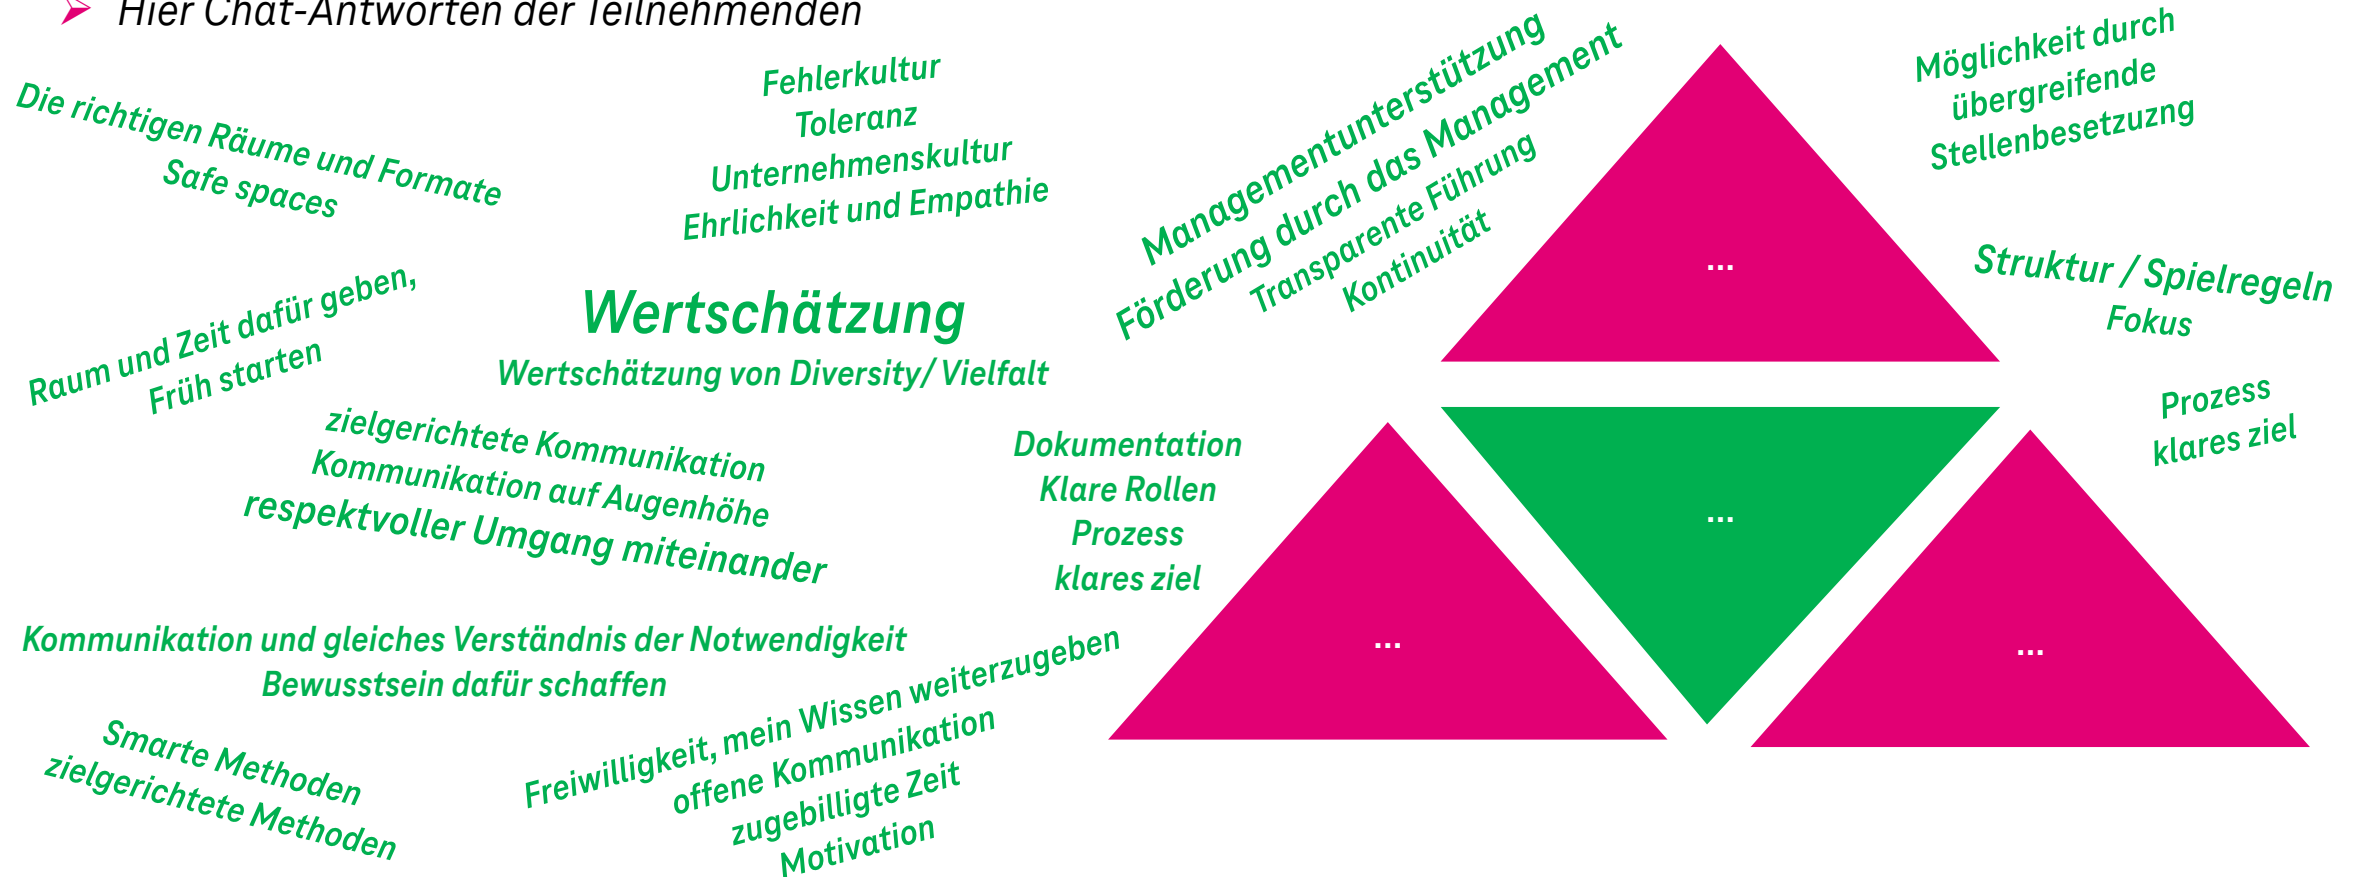 Hier Chat-Antworten der Teilnehmenden
Die richtigen Räume und Formate
Safe spaces
Fehlerkultur
Toleranz
Unternehmenskultur
Ehrlichkeit und Empathie
Managementunterstützung
Förderung durch das Management
Transparente Führung
Kontinuität
Möglichkeit durch
übergreifende
Stellenbesetzuzng
Raum und Zeit dafür geben,
Früh starten
Wertschätzung
Wertschätzung von Diversity/ Vielfalt
...
Struktur / Spielregeln
Fokus
zielgerichtete Kommunikation
Kommunikation auf Augenhöhe
respektvoller Umgang miteinander
Dokumentation
Klare Rollen
Prozess
klares ziel
...
Prozess
klares ziel
Kommunikation und gleiches Verständnis der Notwendigkeit
Bewusstsein dafür schaffen
...
...
Smarte Methoden
zielgerichtete Methoden
Freiwilligkeit, mein Wissen weiterzugeben
offene Kommunikation
zugebilligte Zeit
Motivation